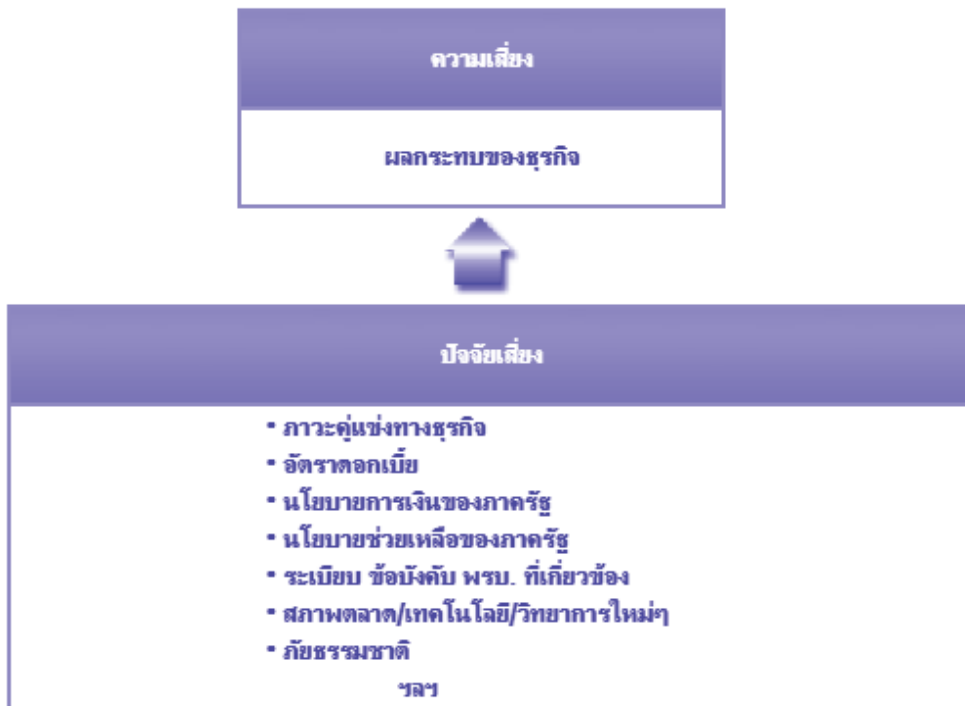 ความเสี่ยง
ผลกระทบของธุรกิจ
ปัจจัยเสี่ยง
• ภาวะคู่แข่งทางธุรกิจ
• อัตราดอกเบี้ย
• นโยบายการเงินของภาครัฐ
• นโยบายช่วยเหลือของภาครัฐ
• ระเบียบ ข้อบังคับ พรบ. ที่เกี่ยวข้อง
• สภาพตลาด/เทคโนโลยี/วิทยาการใหม่ๆ
• ภัยธรรมชาติ
ฯลฯ